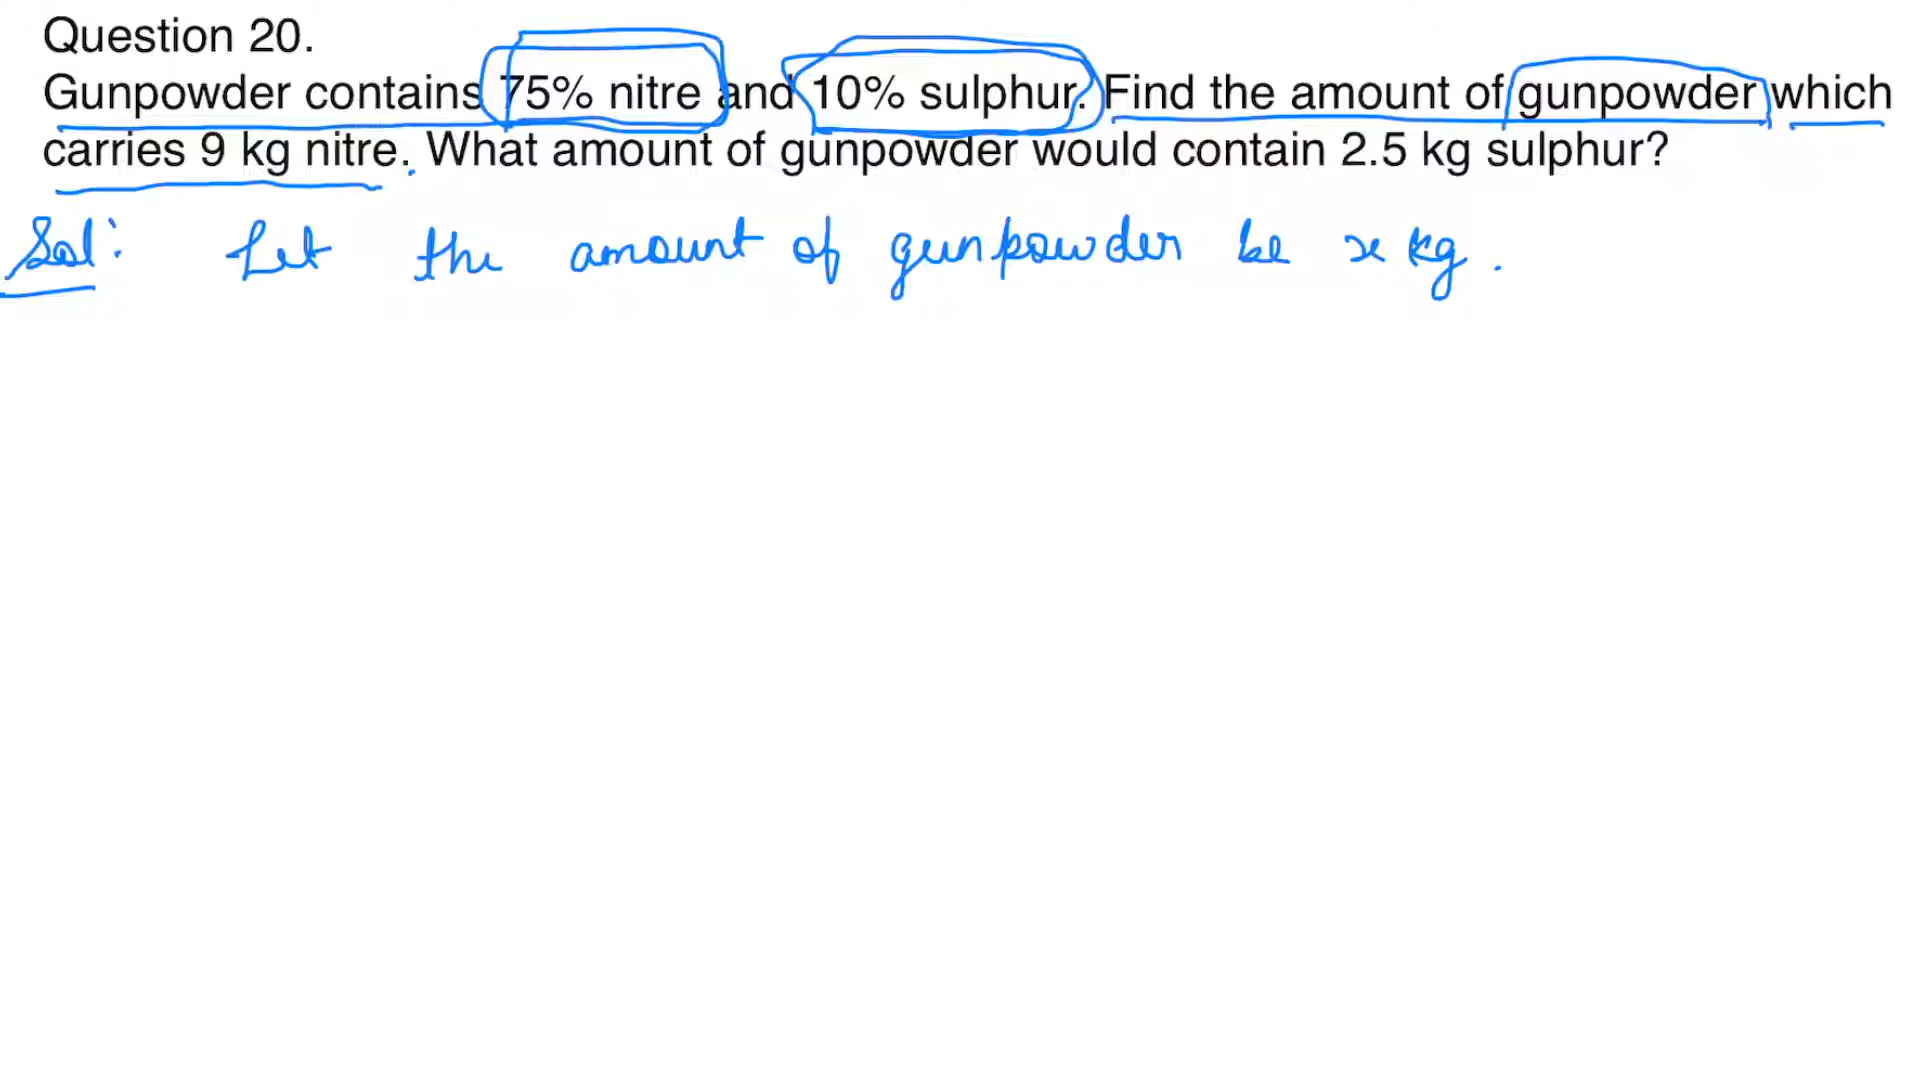 Question 20.
Gunpowder contains 75% nitre and 10% sulphur. Find the amount of gunpowder which
carries 9 kg nitre. What amount of gunpowder would contain 2.5 kg sulphur?
Sol: Let the amount of gunpowder be x kg.